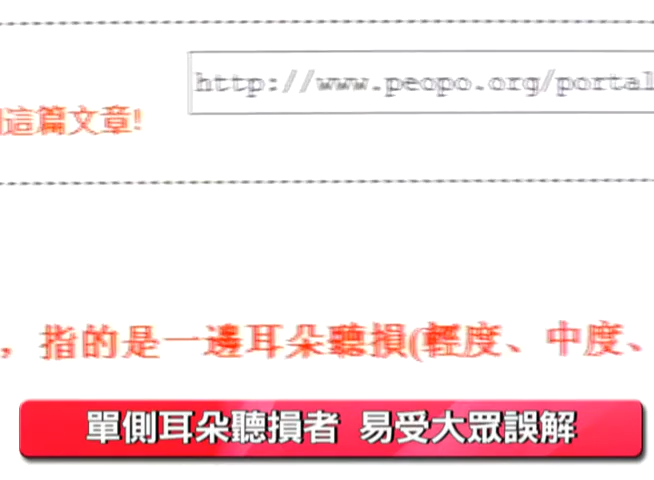 http://www.peopo.org/portal
這篇文章!
，指的是一邊耳朵聽損(輕度、中度、
單側耳朵聽損者 易受大眾誤解